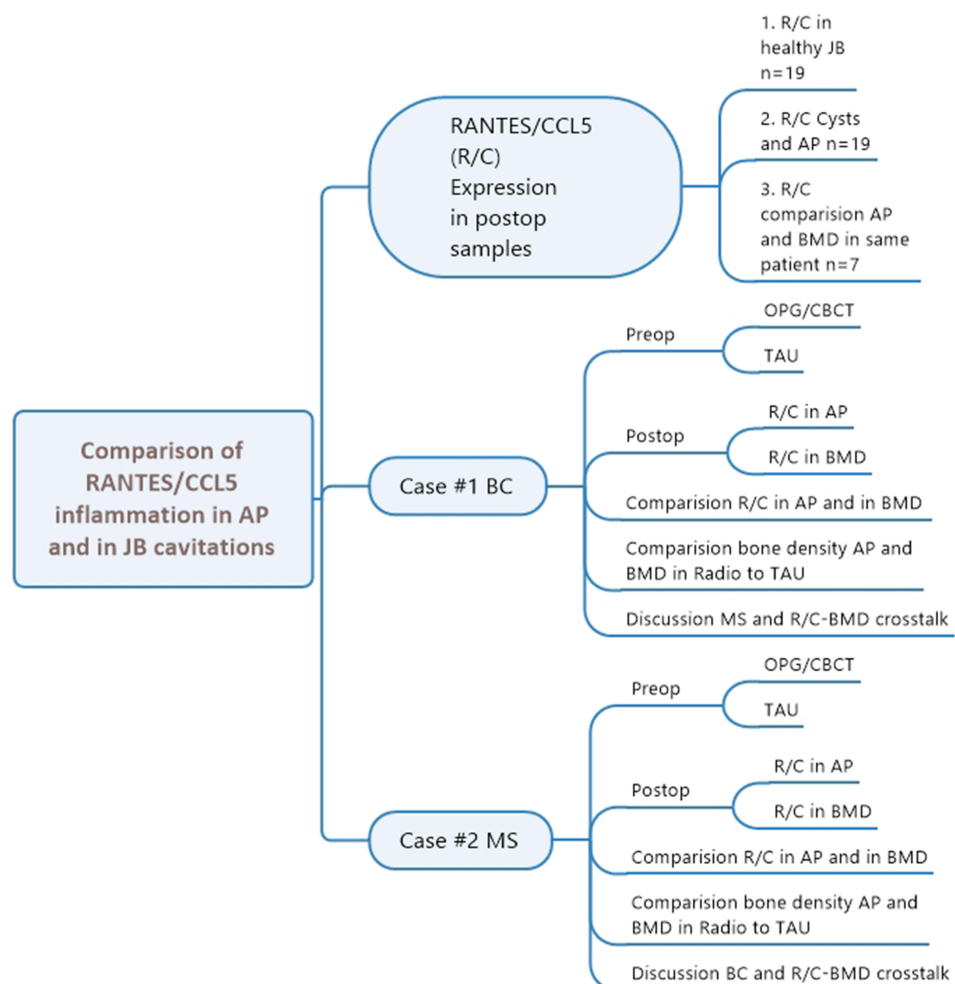 Comparison of
RANTES/CCL5
inflammation in AP
and in JB cavitations
RANTES/CCL5
(R/C)
Expression
in postop
samples
1. R/C in
healthy JB
n=19
2. R/C Cysts
and AP n=19
3. R/C
comparision AP
and BMD in same
patient n=7
Case #1 BC
Preop
OPG/CBCT
TAU
Postop
R/C in AP
R/C in BMD
Comparision R/C in AP and in BMD
Comparision bone density AP and
BMD in Radio to TAU
Discussion MS and R/C-BMD crosstalk
Case #2 MS
Preop
OPG/CBCT
TAU
Postop
R/C in AP
R/C in BMD
Comparision R/C in AP and in BMD
Comparision bone density AP and
BMD in Radio to TAU
Discussion BC and R/C-BMD crosstalk